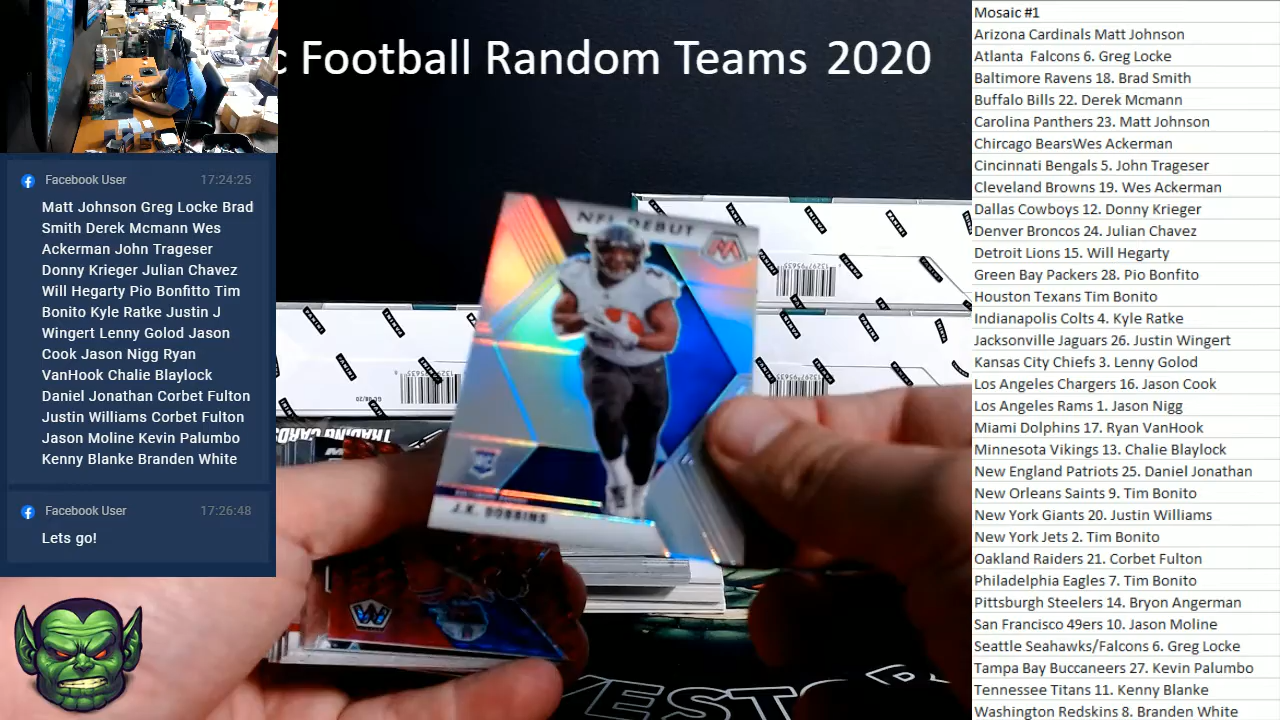 c Football Random Teams 2020
Facebook User 17:24:25
Matt Johnson Greg Locke Brad
Smith Derek Mcmann Wes
Ackerman John Trageser
Donny Krieger Julian Chavez
Will Hegarty Pio Bonfitto Tim
Bonito Kyle Ratke Justin J
Wingert Lenny Golod Jason
Cook Jason Nigg Ryan
VanHook Chalie Blaylock
Daniel Jonathan Corbet Fulton
Justin Williams Corbet Fulton
Jason Moline Kevin Palumbo
Kenny Blanke Branden White
Facebook User 17:26:48
Lets go!
NFL DEBUT
J.K. DOBBINS
TRADING CARDS
Mosaic #1
Arizona Cardinals Matt Johnson
Atlanta Falcons 6. Greg Locke
Baltimore Ravens 18. Brad Smith
Buffalo Bills 22. Derek Mcmann
Carolina Panthers 23. Matt Johnson
Chircago BearsWes Ackerman
Cincinnati Bengals 5. John Trageser
Cleveland Browns 19. Wes Ackerman
Dallas Cowboys 12. Donny Krieger
Denver Broncos 24. Julian Chavez
Detroit Lions 15. Will Hegarty
Green Bay Packers 28. Pio Bonfito
Houston Texans Tim Bonito
Indianapolis Colts 4. Kyle Ratke
Jacksonville Jaguars 26. Justin Wingert
Kansas City Chiefs 3. Lenny Golod
Los Angeles Chargers 16. Jason Cook
Los Angeles Rams 1. Jason Nigg
Miami Dolphins 17. Ryan VanHook
Minnesota Vikings 13. Chalie Blaylock
New England Patriots 25. Daniel Jonathan
New Orleans Saints 9. Tim Bonito
New York Giants 20. Justin Williams
New York Jets 2. Tim Bonito
Oakland Raiders 21. Corbet Fulton
Philadelphia Eagles 7. Tim Bonito
Pittsburgh Steelers 14. Bryon Angerman
San Francisco 49ers 10. Jason Moline
Seattle Seahawks/Falcons 6. Greg Locke
Tampa Bay Buccaneers 27. Kevin Palumbo
Tennessee Titans 11. Kenny Blanke
Washington Redskins 8. Branden White